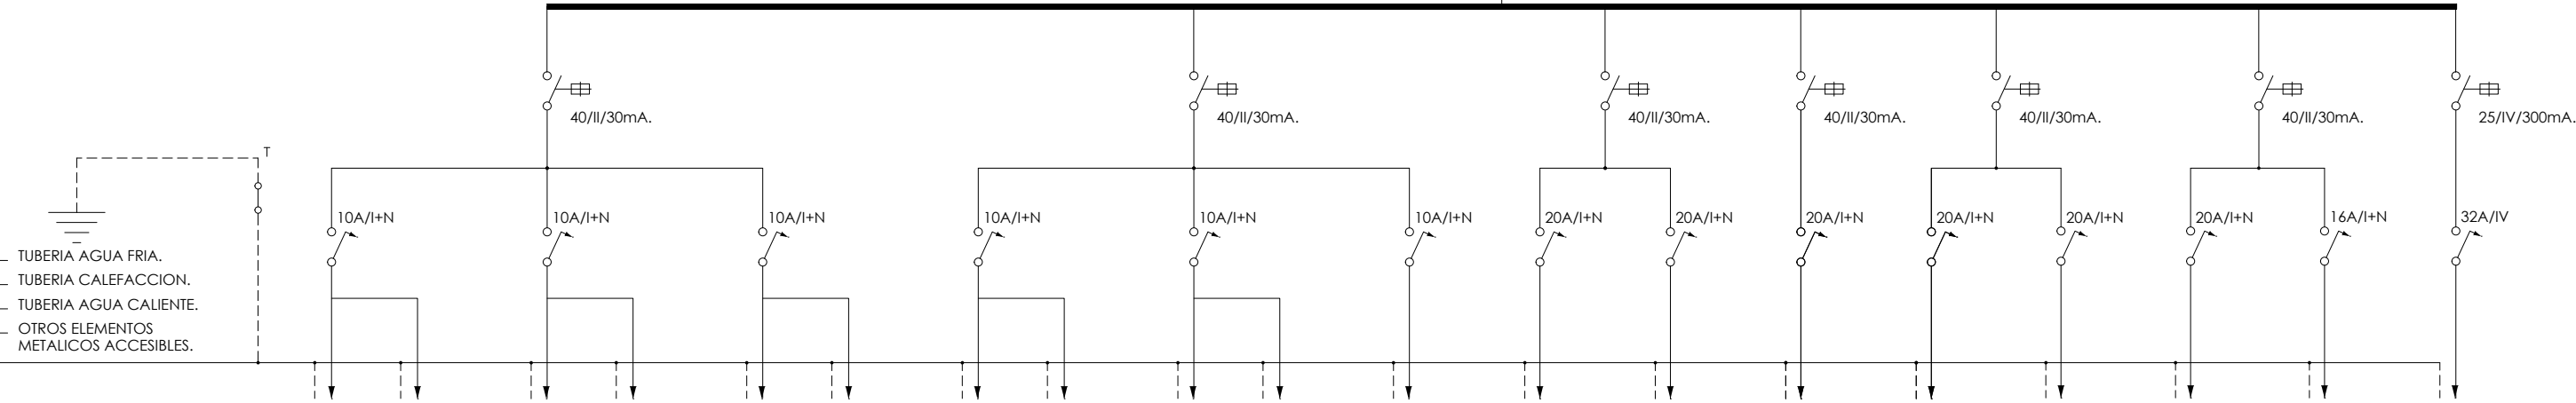 40/II/30mA.
40/II/30mA.
40/II/30mA.
40/II/30mA.
40/II/30mA.
40/II/30mA.
25/IV/300mA.
T
10A/I+N
10A/I+N
10A/I+N
10A/I+N
10A/I+N
10A/I+N
20A/I+N
20A/I+N
20A/I+N
20A/I+N
20A/I+N
20A/I+N
16A/I+N
32A/IV
TUBERIA AGUA FRIA.
TUBERIA CALEFACCION.
TUBERIA AGUA CALIENTE.
OTROS ELEMENTOS
METALICOS ACCESIBLES.